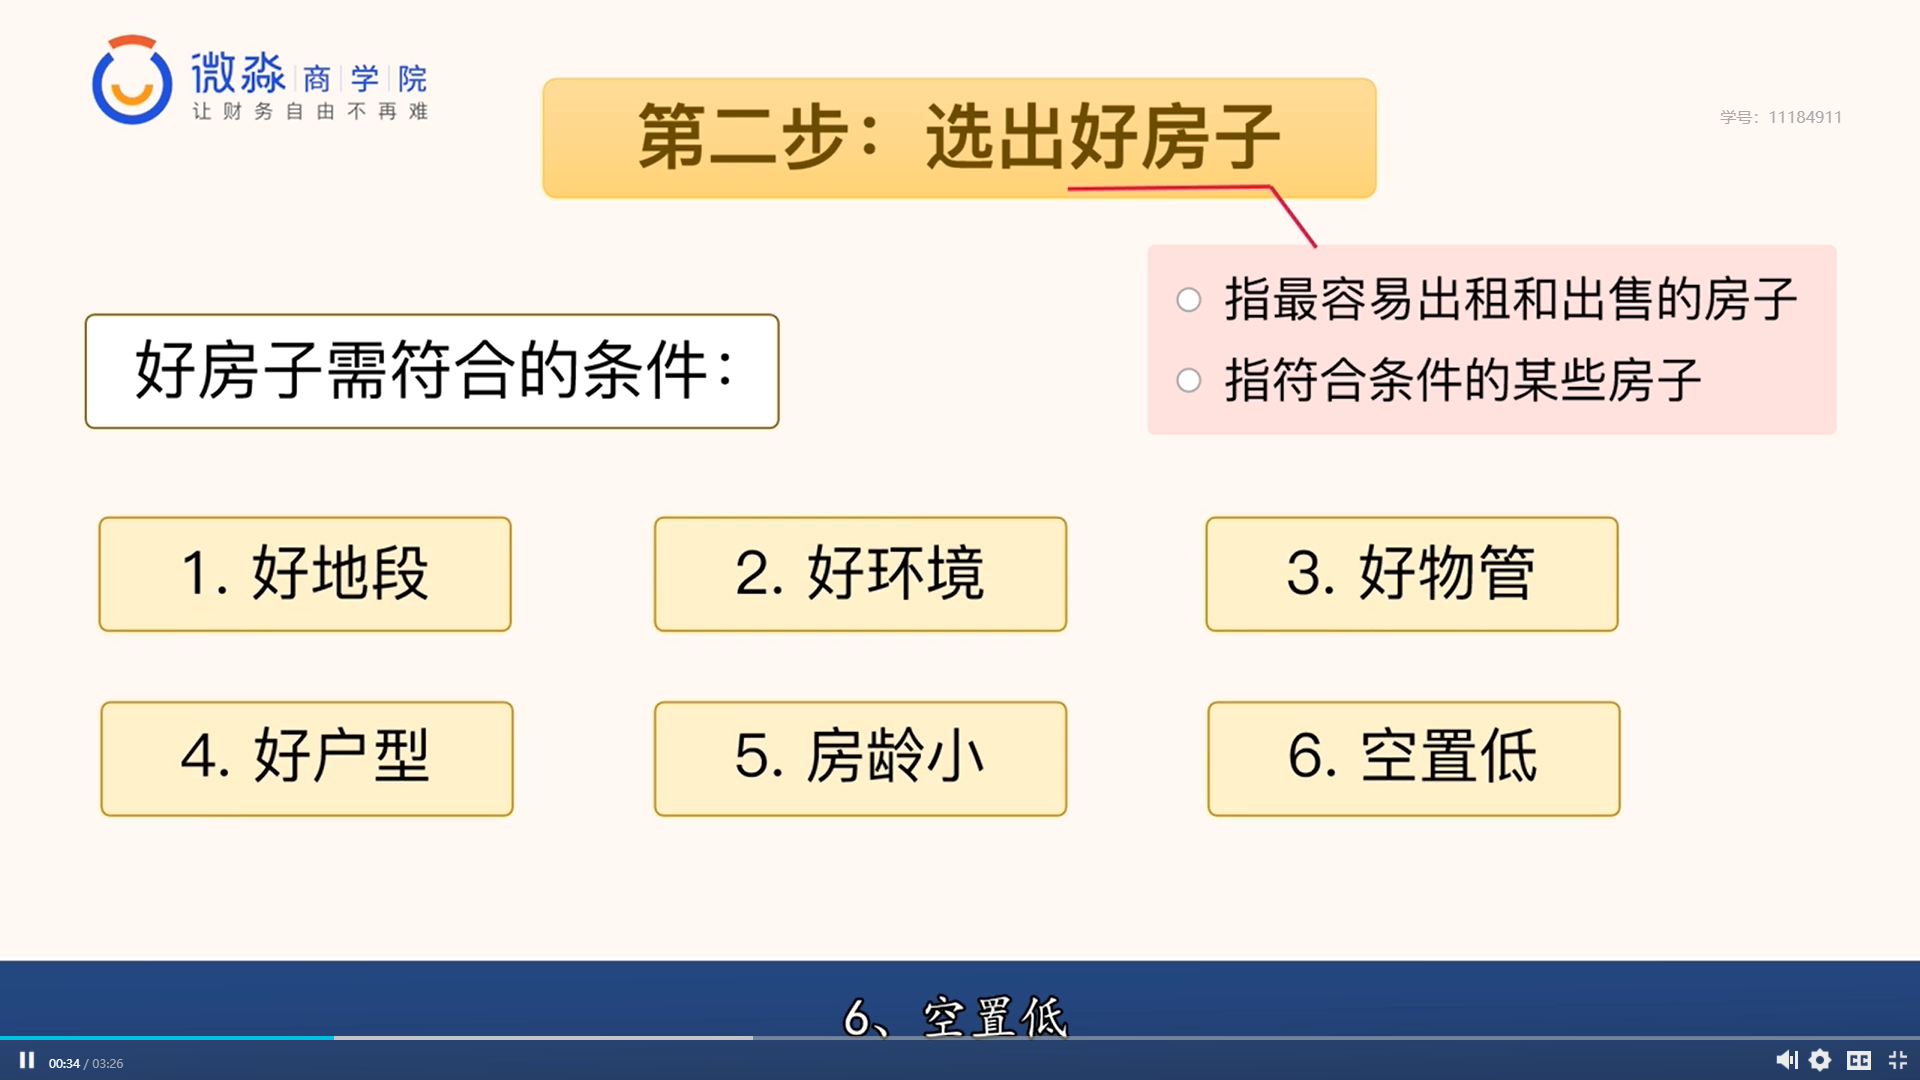 微淼商学院
让财务自由不再难
第二步：选出好房子
学号：11184911
指最容易出租和出售的房子
指符合条件的某些房子
好房子需符合的条件：
1. 好地段
2. 好环境
3. 好物管
4. 好户型
5. 房龄小
6. 空置低
6、空置低
00:34 / 03:26
CC